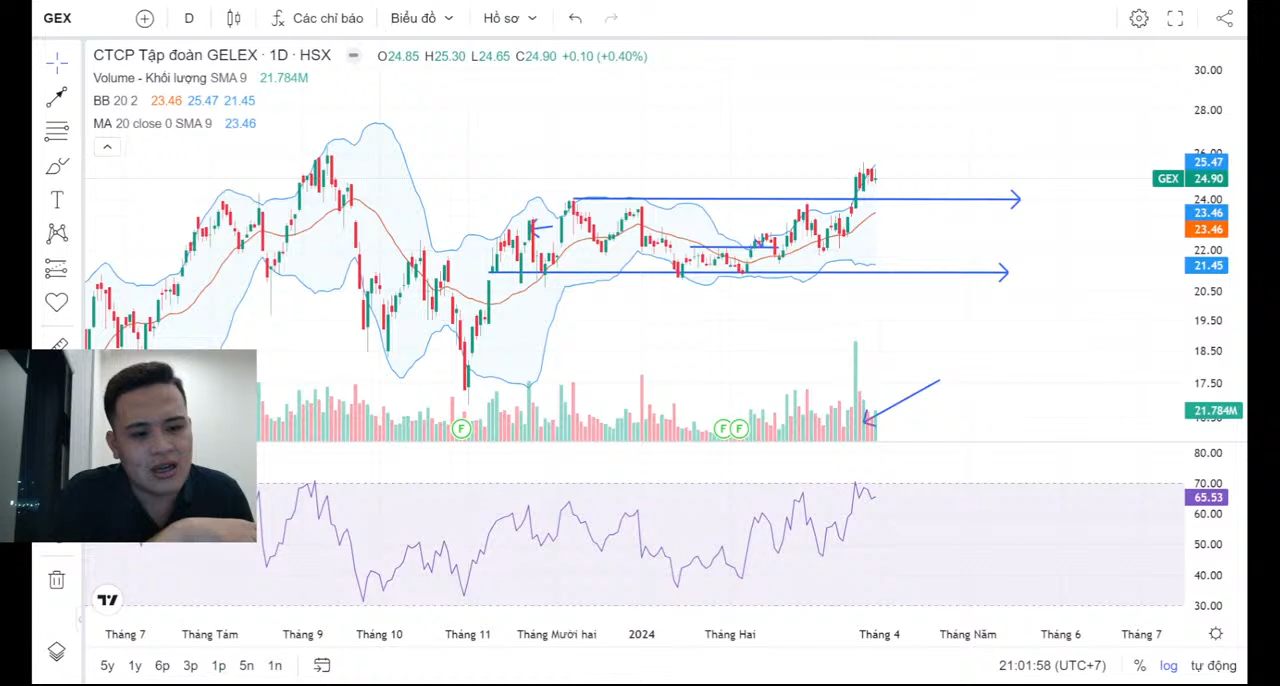 GEX D Các chỉ báo Biểu đồ Hồ sơ
CTCP Tập đoàn GELEX · 1D · HSX O24.85 H25.30 L24.65 C24.90 +0.10 (+0.40%)
Volume - Khối lượng SMA 9 21.784M
BB 20 2 23.46 25.47 21.45
MA 20 close 0 SMA 9 23.46
30.00
28.00
26.00
25.47
GEX 24.90
24.00
23.46
23.46
22.00
21.45
20.50
19.50
18.50
17.50
21.784M
F F F
80.00
70.00
65.53
60.00
50.00
40.00
30.00
Tháng 7 Tháng Tám Tháng 9 Tháng 10 Tháng 11 Tháng Mười hai 2024 Tháng Hai Tháng 4 Tháng Năm Tháng 6 Tháng 7
5y 1y 6p 3p 1p 5n 1n 21:01:58 (UTC+7) % log tự động